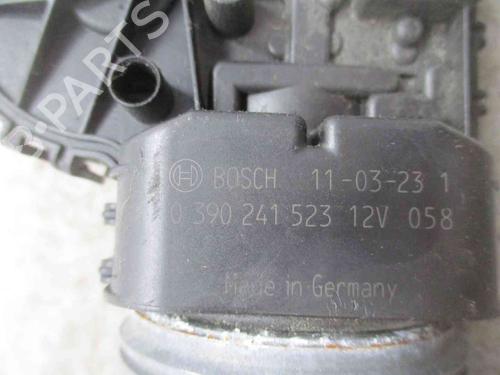 B-PARTS
BOSCH 11-03-23 1
0 390 241 523 12V 058
Made in Germany